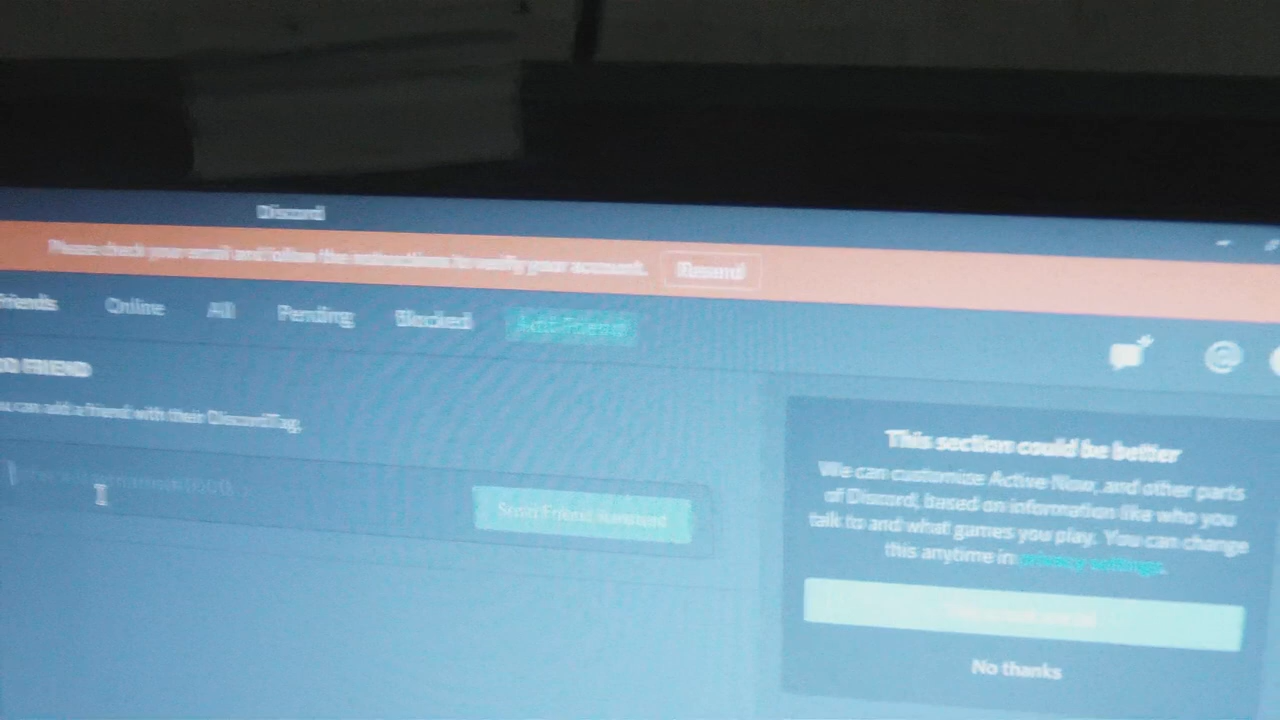 Discord
Please check your email and follow the instructions to verify your account.
Resend
Friends
Online
All
Pending
Blocked
Add Friend
DD FRIEND
can add a friend with their DiscordTag.
Send Friend Request
This section could be better
We can customize Active Now, and other parts
of Discord, based on information like who you
talk to and what games you play. You can change
this anytime in privacy settings.
No thanks